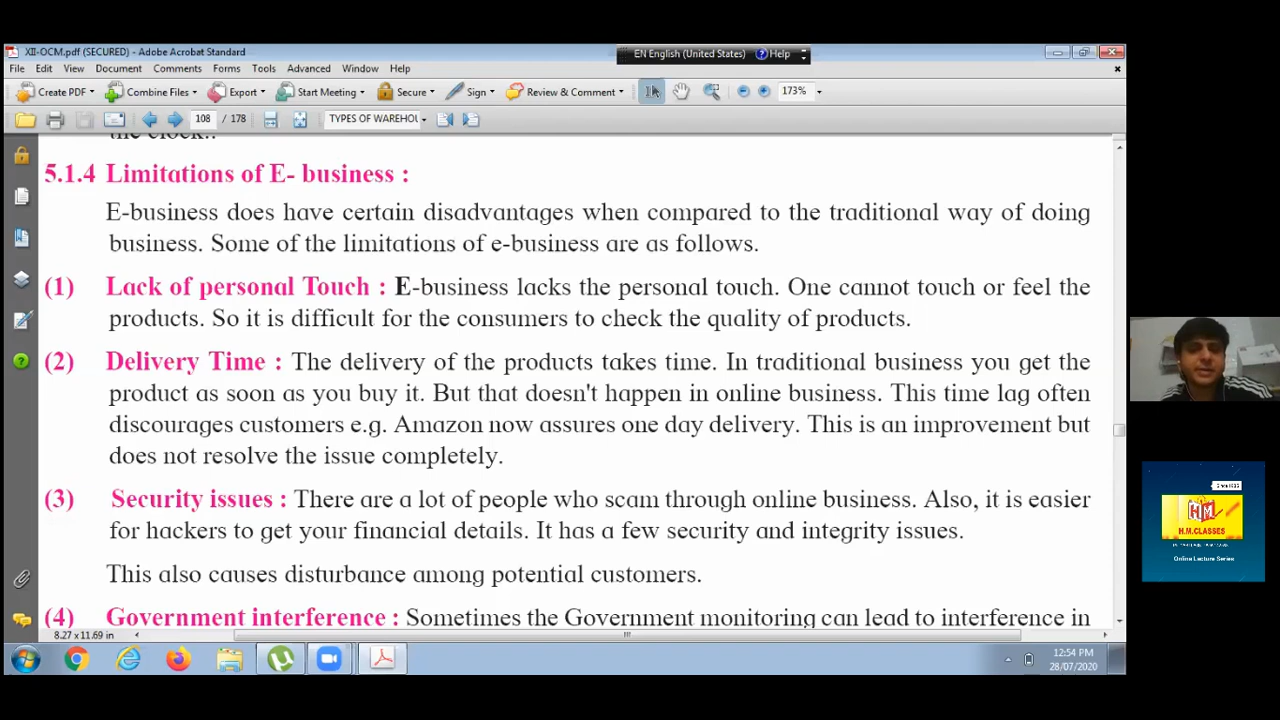 XII-OCM.pdf (SECURED) - Adobe Acrobat Standard
EN English (United States) Help
File Edit View Document Comments Forms Tools Advanced Window Help
Create PDF Combine Files Export Start Meeting Secure Sign Review & Comment 173%
108 / 178 TYPES OF WAREHOU
the clock..
5.1.4 Limitations of E- business :
E-business does have certain disadvantages when compared to the traditional way of doing
business. Some of the limitations of e-business are as follows.
(1) Lack of personal Touch : E-business lacks the personal touch. One cannot touch or feel the
products. So it is difficult for the consumers to check the quality of products.
(2) Delivery Time : The delivery of the products takes time. In traditional business you get the
product as soon as you buy it. But that doesn't happen in online business. This time lag often
discourages customers e.g. Amazon now assures one day delivery. This is an improvement but
does not resolve the issue completely.
(3) Security issues : There are a lot of people who scam through online business. Also, it is easier
for hackers to get your financial details. It has a few security and integrity issues.
This also causes disturbance among potential customers.
(4) Government interference : Sometimes the Government monitoring can lead to interference in
8.27 x 11.69 in
12:54 PM
28/07/2020
HM
H.M.CLASSES
Online Lecture Series